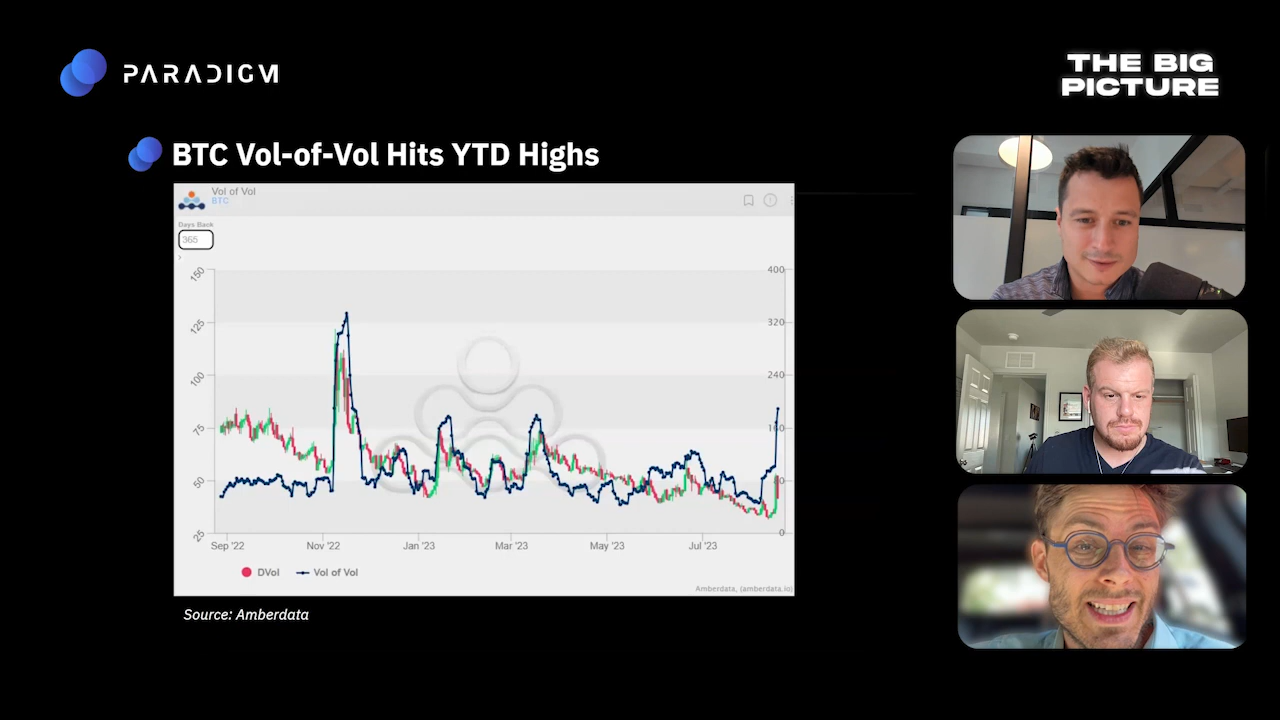 PARADIGM
THE BIG
PICTURE
BTC Vol-of-Vol Hits YTD Highs
Vol of Vol
BTC
Days Back
365
150
400
125
320
100
240
75
160
50
0
25
0
Sep '22
Nov '22
Jan '23
Mar '23
May '23
Jul '23
DVol
Vol of Vol
Amberdata, (amberdata.io)
Source: Amberdata